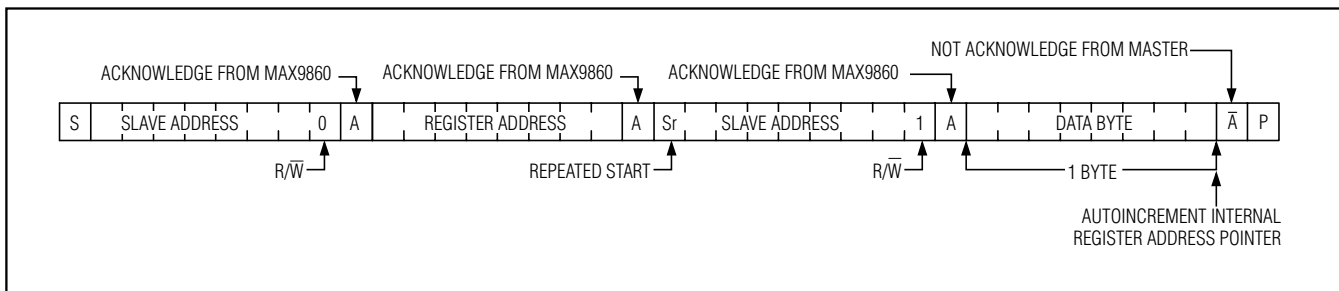 NOT ACKNOWLEDGE FROM MASTER
ACKNOWLEDGE FROM MAX9860 ACKNOWLEDGE FROM MAX9860 ACKNOWLEDGE FROM MAX9860
S SLAVE ADDRESS 0 A REGISTER ADDRESS A Sr SLAVE ADDRESS 1 A DATA BYTE A̅ P
R/W̅ REPEATED START R/W̅ 1 BYTE
AUTOINCREMENT INTERNAL
REGISTER ADDRESS POINTER